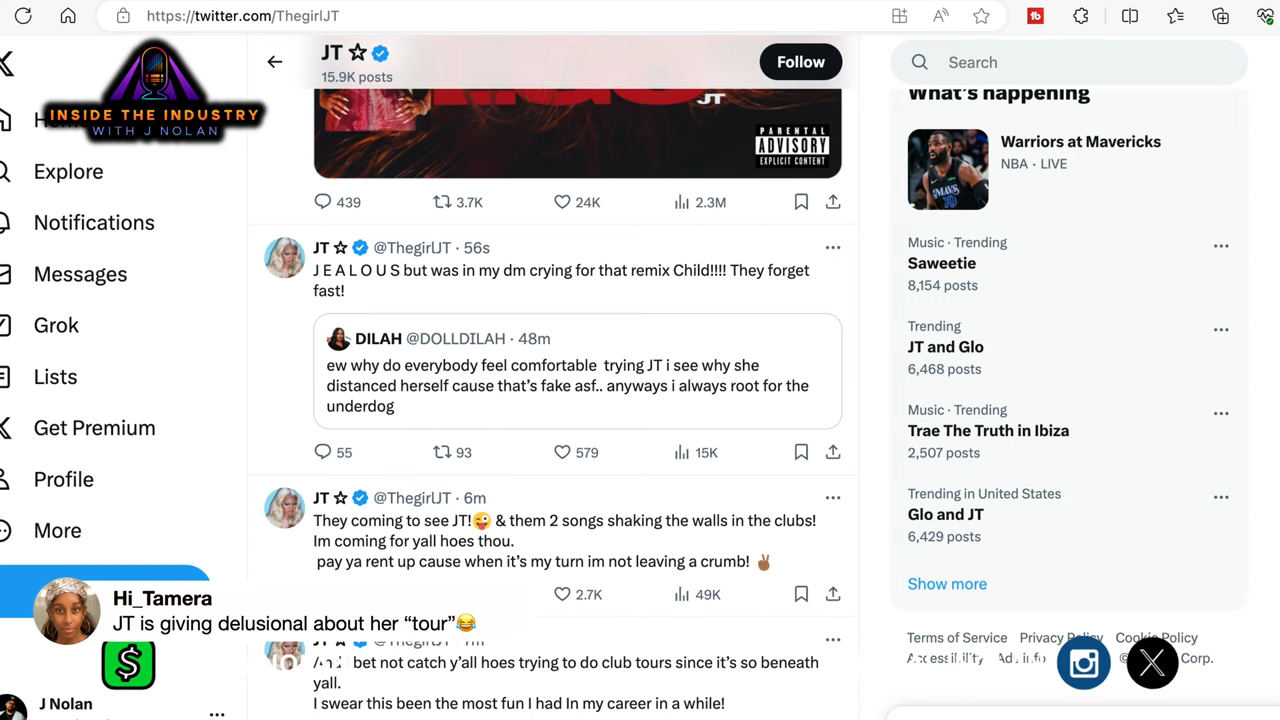 https://twitter.com/ThegirlJT
JT
15.9K posts
Follow
Search
INSIDE THE INDUSTRY
WITH J NOLAN
Explore
Notifications
Messages
Grok
Lists
Get Premium
Profile
More
JT
PARENTAL
ADVISORY
EXPLICIT CONTENT
439
3.7K
24K
2.3M
JT @ThegirlJT · 56s
J E A L O U S but was in my dm crying for that remix Child!!!! They forget
fast!
DILAH @DOLLDILAH · 48m
ew why do everybody feel comfortable trying JT i see why she
distanced herself cause that's fake asf.. anyways i always root for the
underdog
55
93
579
15K
JT @ThegirlJT · 6m
They coming to see JT!😜 & them 2 songs shaking the walls in the clubs!
Im coming for yall hoes thou.
pay ya rent up cause when it's my turn im not leaving a crumb! ✌🏾
2.7K
49K
bet not catch y'all hoes trying to do club tours since it's so beneath
yall.
I swear this been the most fun I had In my career in a while!
Hi_Tamera
JT is giving delusional about her “tour”😂
$
J Nolan
What's happening
Warriors at Mavericks
NBA · LIVE
Music · Trending
Saweetie
8,154 posts
Trending
JT and Glo
6,468 posts
Music · Trending
Trae The Truth in Ibiza
2,507 posts
Trending in United States
Glo and JT
6,429 posts
Show more
Terms of Service Privacy Policy Cookie Policy
Accessibility Ads info © Corp.